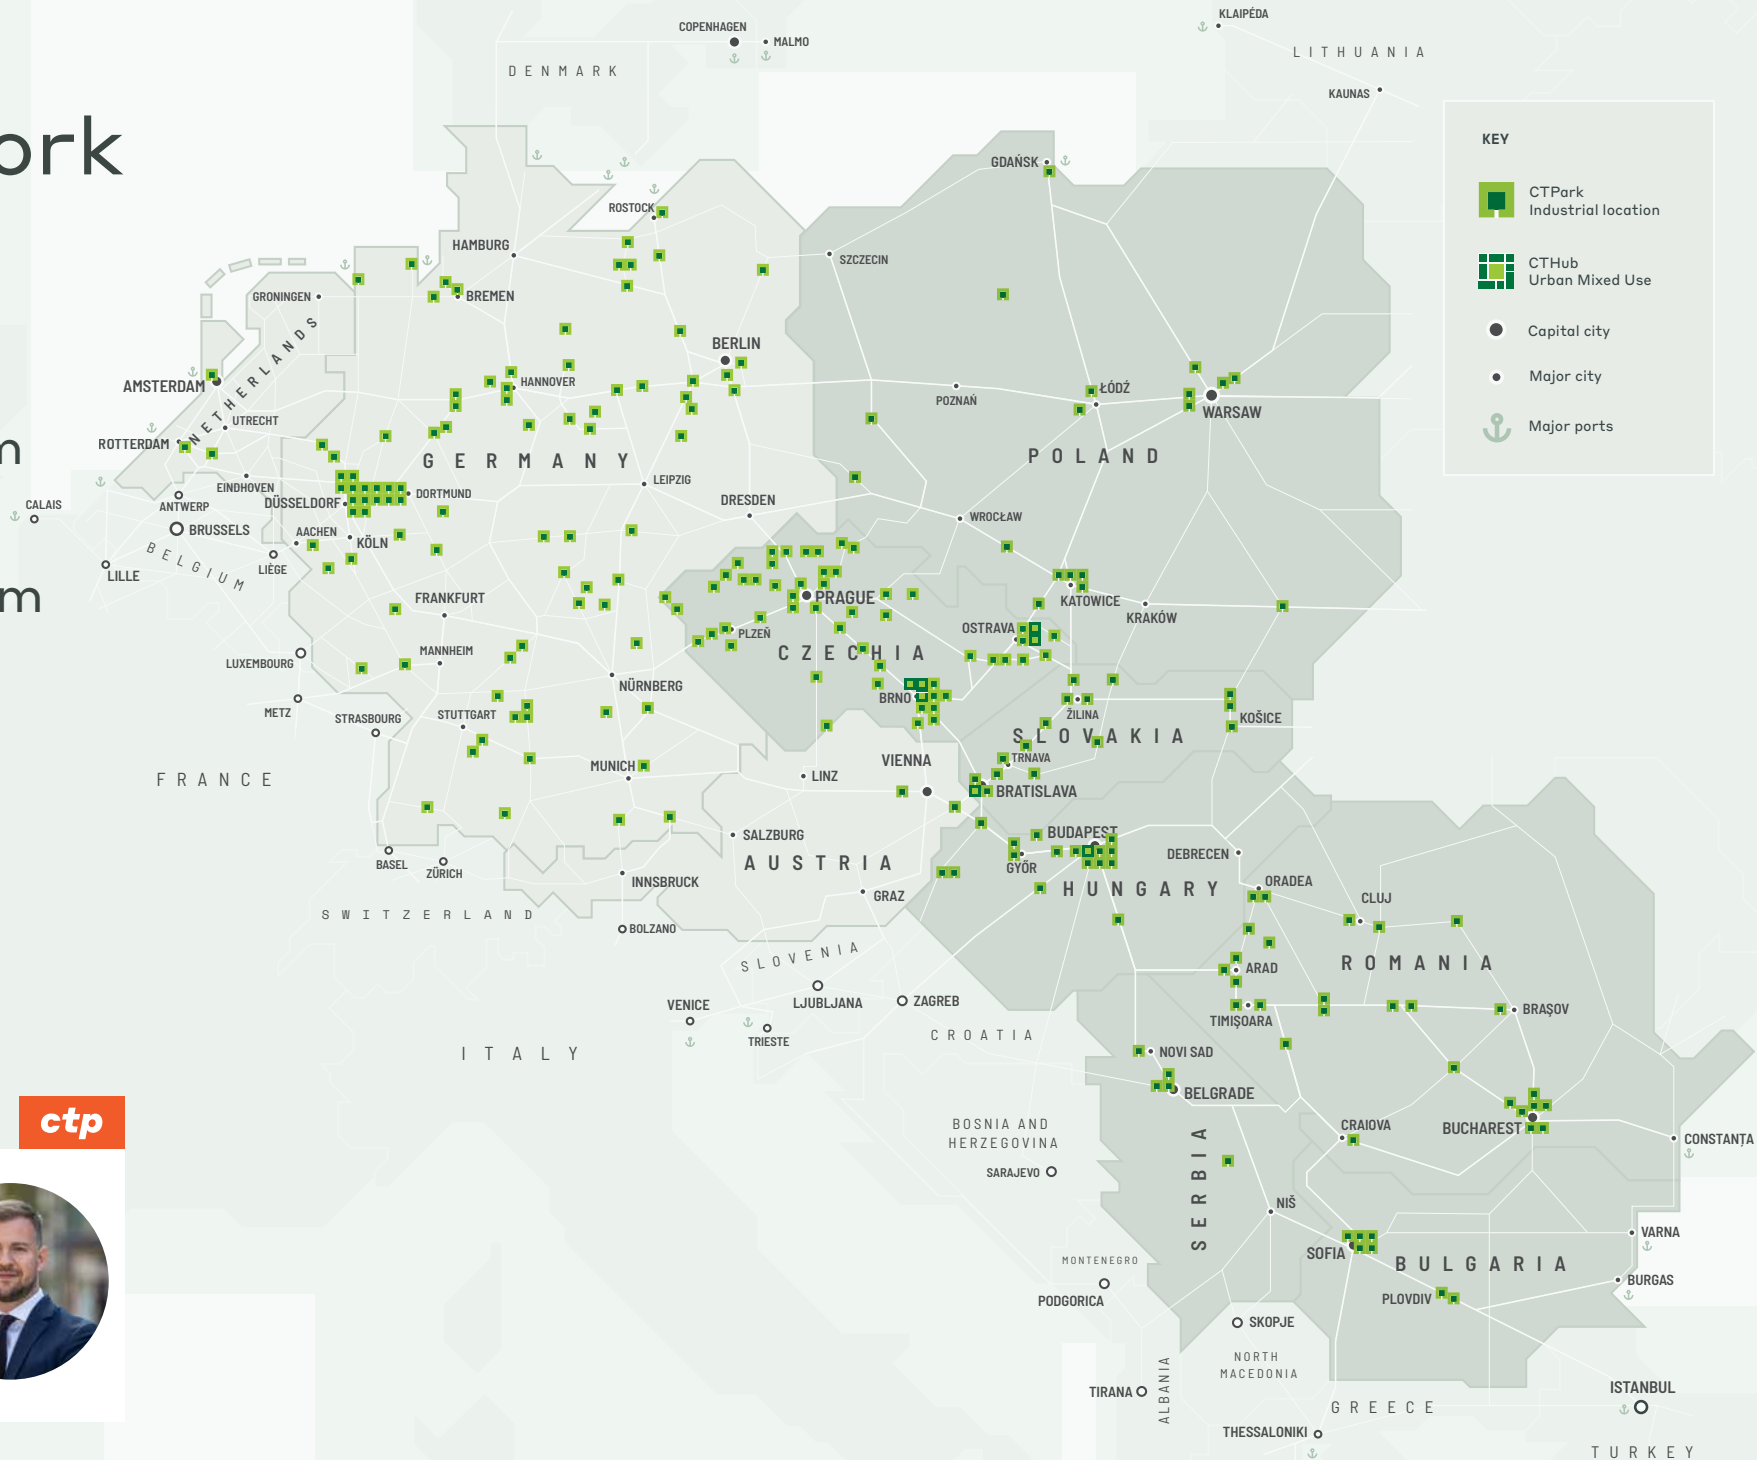 ork
m
m
ctp
KEY
CTPark
Industrial location
CTHub
Urban Mixed Use
Capital city
Major city
Major ports
COPENHAGEN
MALMO
DENMARK
KLAIPÉDA
LITHUANIA
KAUNAS
GDAŃSK
ROSTOCK
HAMBURG
SZCZECIN
GRONINGEN
BREMEN
NETHERLANDS
BERLIN
AMSTERDAM
HANNOVER
POZNAŃ
ŁÓDŹ
WARSAW
UTRECHT
ROTTERDAM
GERMANY
POLAND
EINDHOVEN
LEIPZIG
DORTMUND
DÜSSELDORF
ANTWERP
CALAIS
DRESDEN
WROCŁAW
BRUSSELS
AACHEN
KÖLN
BELGIUM
LIÈGE
LILLE
FRANKFURT
PRAGUE
KATOWICE
KRAKÓW
OSTRAVA
PLZEŇ
CZECHIA
MANNHEIM
LUXEMBOURG
NÜRNBERG
BRNO
METZ
STRASBOURG
STUTTGART
ŽILINA
KOŠICE
SLOVAKIA
VIENNA
TRNAVA
MUNICH
LINZ
FRANCE
BRATISLAVA
SALZBURG
BUDAPEST
AUSTRIA
GYŐR
DEBRECEN
BASEL
ZÜRICH
INNSBRUCK
HUNGARY
ORADEA
GRAZ
CLUJ
SWITZERLAND
BOLZANO
SLOVENIA
ROMANIA
ARAD
LJUBLJANA
ZAGREB
VENICE
TIMIȘOARA
BRAȘOV
TRIESTE
CROATIA
ITALY
NOVI SAD
BELGRADE
BOSNIA AND
HERZEGOVINA
CRAIOVA
BUCHAREST
CONSTANȚA
SARAJEVO
SERBIA
NIŠ
VARNA
SOFIA
BULGARIA
MONTENEGRO
BURGAS
PODGORICA
PLOVDIV
SKOPJE
NORTH
MACEDONIA
ALBANIA
TIRANA
ISTANBUL
GREECE
THESSALONIKI
TURKEY